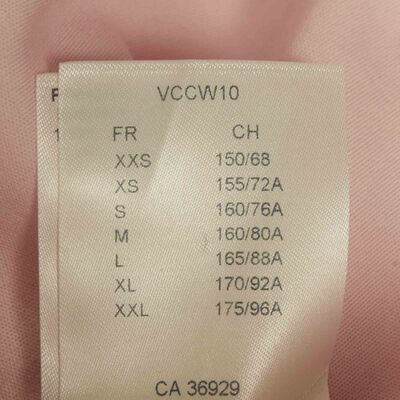 VCCW10
FR CH
XXS 150/68
XS 155/72A
S 160/76A
M 160/80A
L 165/88A
XL 170/92A
XXL 175/96A
CA 36929